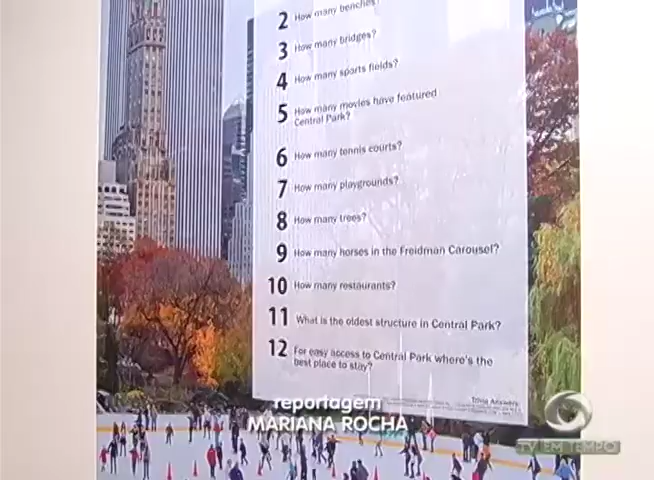 2 How many benches?
3 How many bridges?
4 How many sports fields?
5 How many movies have featured
Central Park?
6 How many tennis courts?
7 How many playgrounds?
8 How many trees?
9 How many horses in the Freidman Carousel?
10 How many restaurants?
11 What is the oldest structure in Central Park?
12 For easy access to Central Park where's the
best place to stay?
Trivia Answers
reportagem
MARIANA ROCHA
TV EM TEMPO